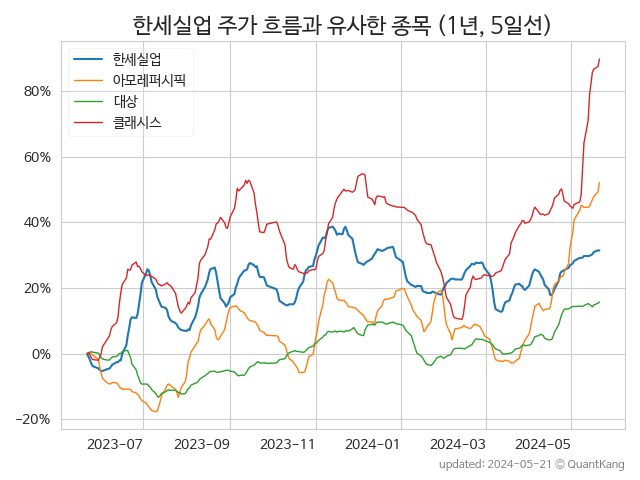 한세실업 주가 흐름과 유사한 종목 (1년, 5일선)
한세실업
아모레퍼시픽
대상
클래시스
80%
60%
40%
20%
0%
−20%
2023−07
2023−09
2023−11
2024−01
2024−03
2024−05
updated: 2024-05-21 © QuantKang